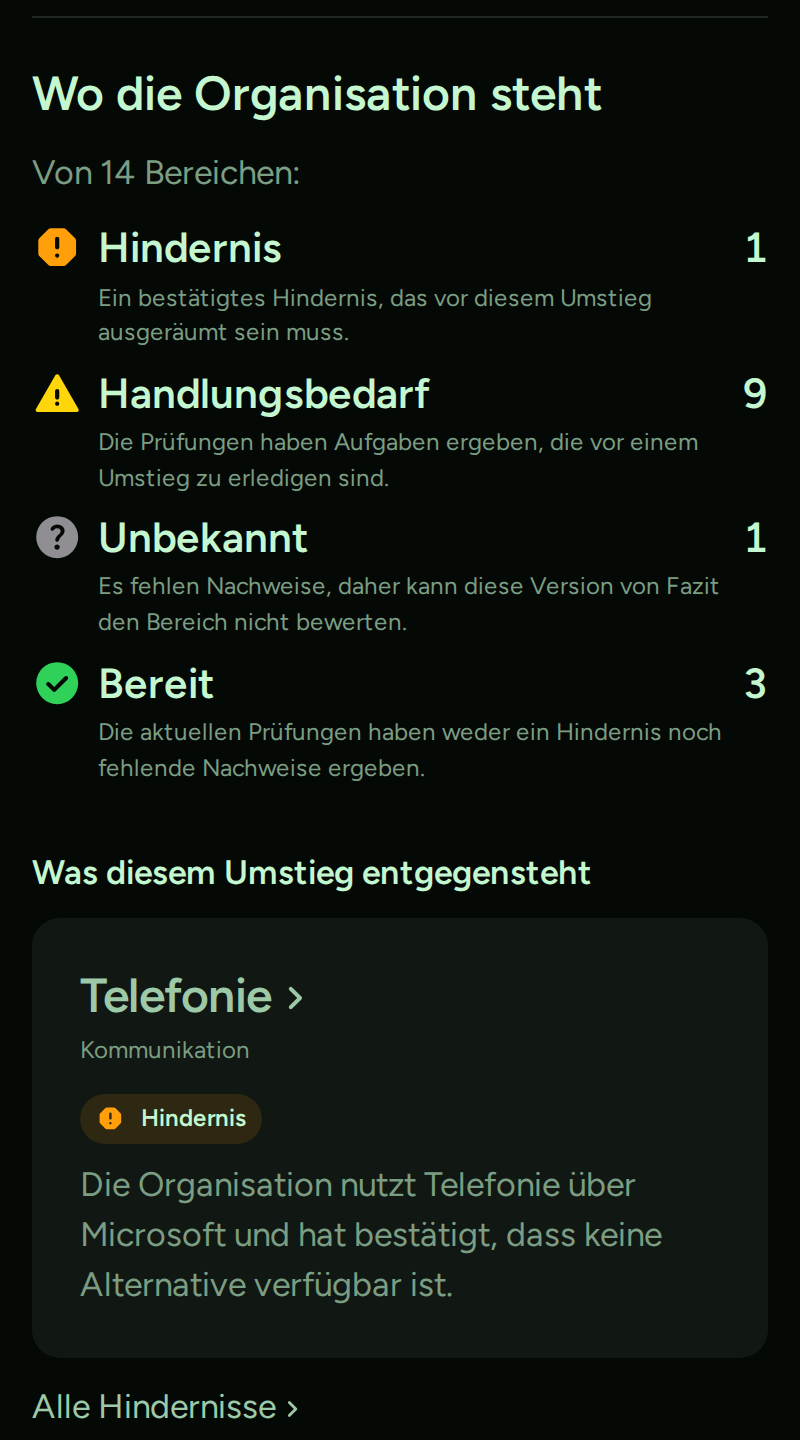 Wo die Organisation steht
Von 14 Bereichen:
Hindernis 1
Ein bestätigtes Hindernis, das vor diesem Umstieg
ausgeräumt sein muss.
Handlungsbedarf 9
Die Prüfungen haben Aufgaben ergeben, die vor einem
Umstieg zu erledigen sind.
Unbekannt 1
Es fehlen Nachweise, daher kann diese Version von Fazit
den Bereich nicht bewerten.
Bereit 3
Die aktuellen Prüfungen haben weder ein Hindernis noch
fehlende Nachweise ergeben.
Was diesem Umstieg entgegensteht
Telefonie
Kommunikation
Hindernis
Die Organisation nutzt Telefonie über
Microsoft und hat bestätigt, dass keine
Alternative verfügbar ist.
Alle Hindernisse